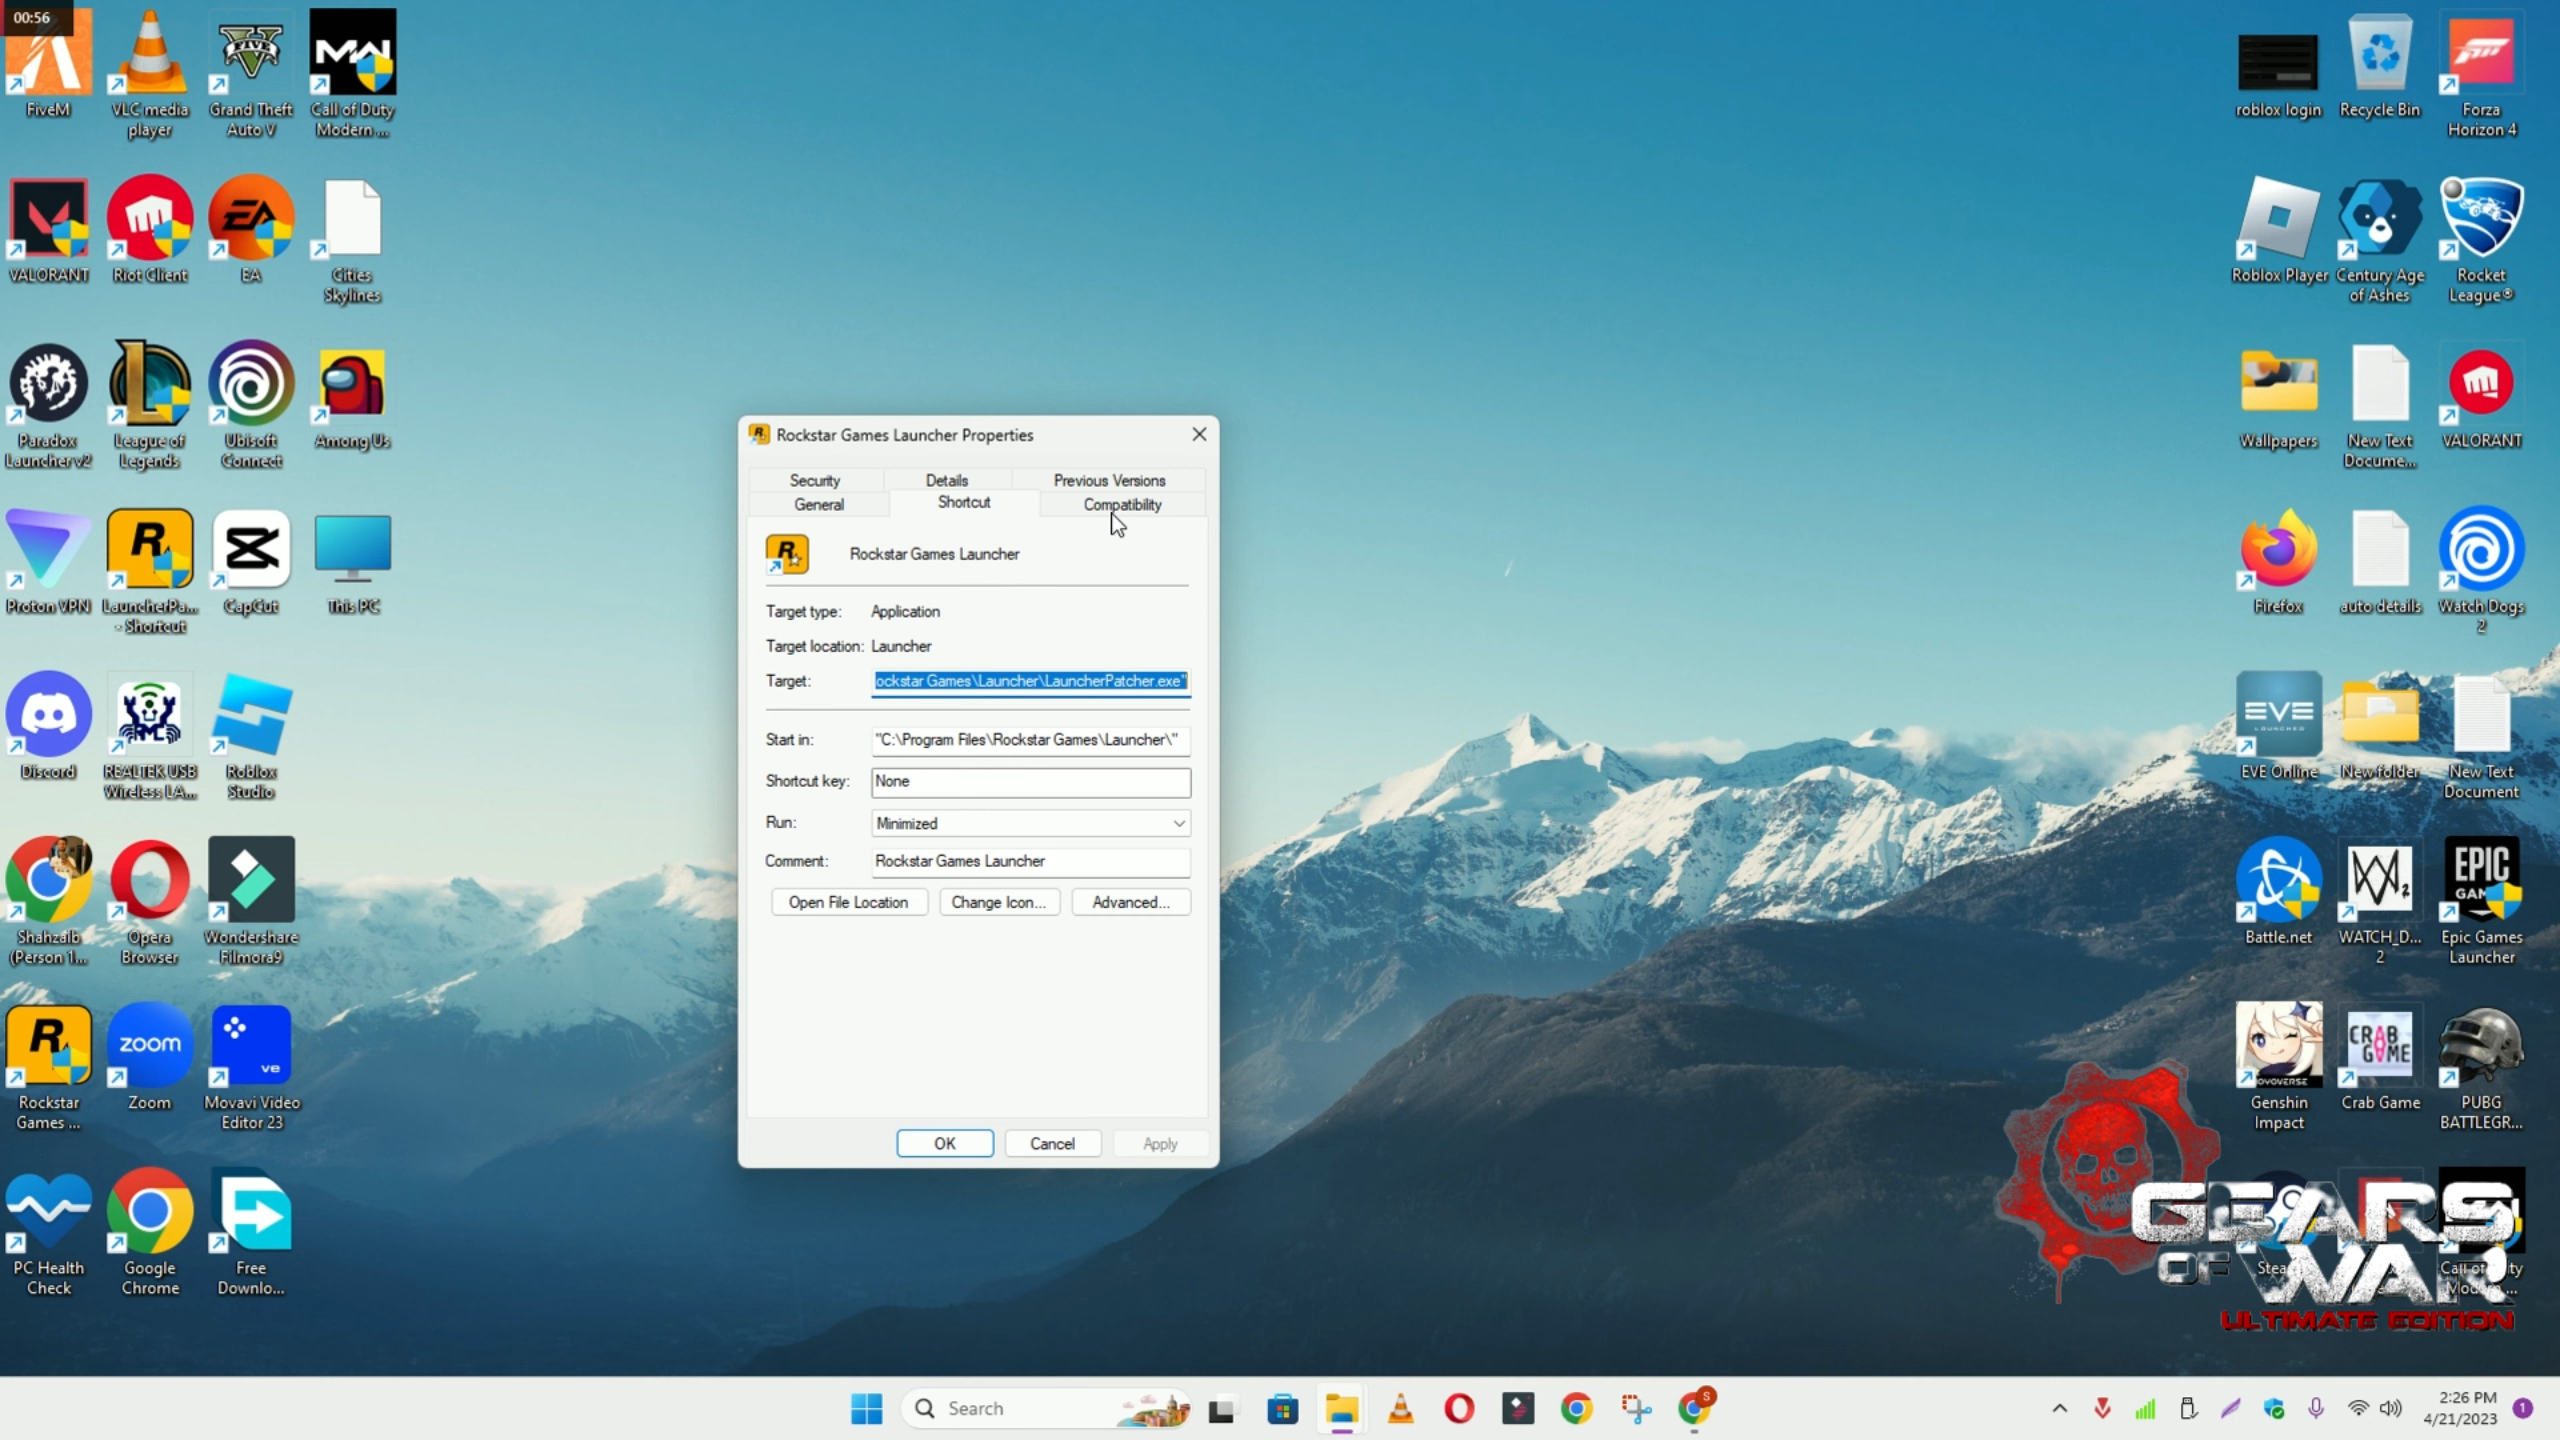 00:56
FiveM
VLC media
player
Grand Theft
Auto V
Call of Duty
Modern ...
VALORANT
Riot Client
EA
Cities
Skylines
Paradox
Launcher v2
League of
Legends
Ubisoft
Connect
Among Us
Proton VPN
LauncherPa...
- Shortcut
CapCut
This PC
Discord
REALTEK USB
Wireless LA...
Roblox
Studio
Shahzaib
(Person 1...
Opera
Browser
Wondershare
Filmora9
Rockstar
Games ...
zoom
Zoom
ve
Movavi Video
Editor 23
PC Health
Check
Google
Chrome
Free
Downlo...
Rockstar Games Launcher Properties
Security
Details
Previous Versions
General
Shortcut
Compatibility
Rockstar Games Launcher
Target type: Application
Target location: Launcher
Target: ockstar Games\Launcher\LauncherPatcher.exe"
Start in: "C:\Program Files\Rockstar Games\Launcher\"
Shortcut key: None
Run: Minimized
Comment: Rockstar Games Launcher
Open File Location
Change Icon...
Advanced...
OK
Cancel
Apply
roblox login
Recycle Bin
Forza
Horizon 4
Roblox Player
Century Age
of Ashes
Rocket
League®
Wallpapers
New Text
Docume...
VALORANT
Firefox
auto details
Watch Dogs
2
EVE
EVE Online
New folder
New Text
Document
Battle.net
WATCH_D...
2
EPIC
GAM
Epic Games
Launcher
Genshin
Impact
CRAB
GAME
Crab Game
PUBG
BATTLEGR...
GEARS
OF WAR
ULTIMATE EDITION
Search
2:26 PM
4/21/2023
1